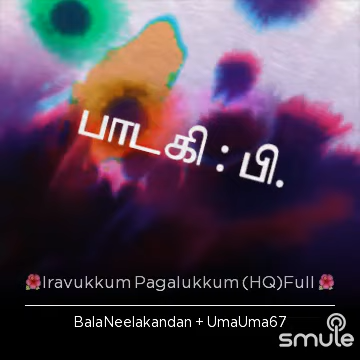 பாடகி : பி.
🌺Iravukkum Pagalukkum (HQ)Full 🌺
BalaNeelakandan + UmaUma67
smule